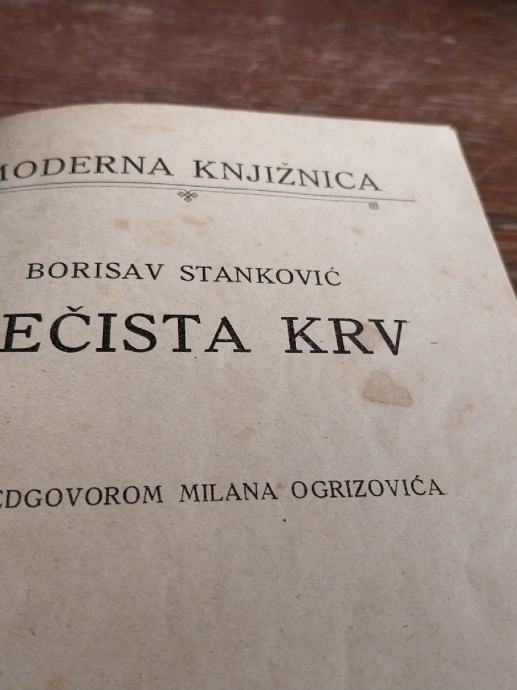 MODERNA KNJIŽNICA
BORISAV STANKOVIĆ
EČISTA KRV
EDGOVOROM MILANA OGRIZOVIĆA